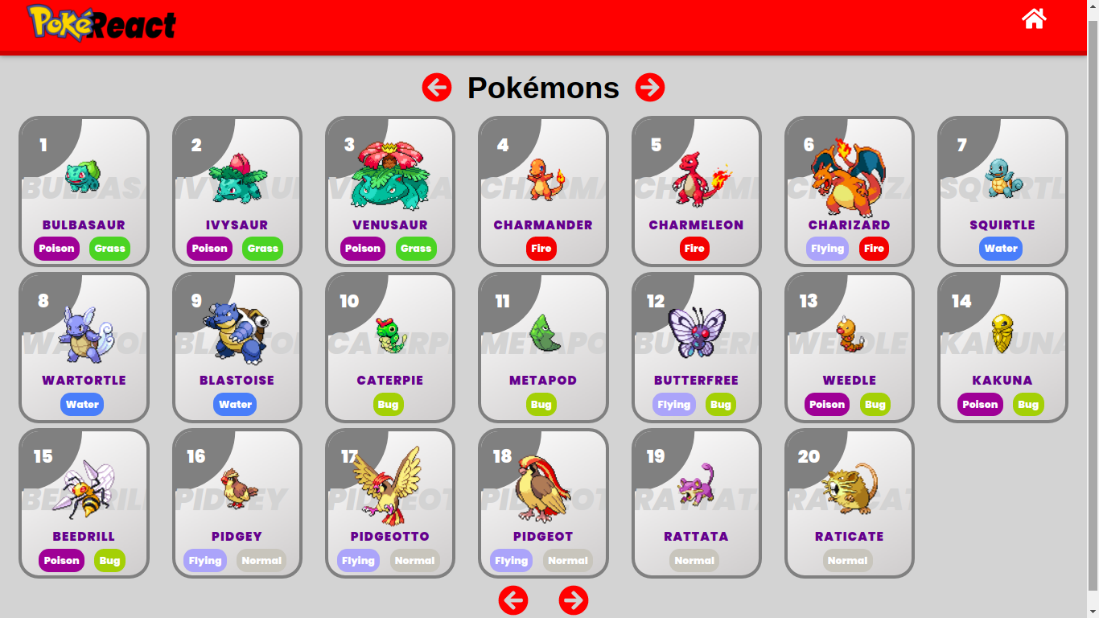 PokéReact
Pokémons
1 2 3 4 5 6 7
BULBASAUR IVYSAUR VENUSAUR CHARMANDER CHARMELEON CHARIZARD SQUIRTLE
Poison Grass Poison Grass Poison Grass Fire Fire Flying Fire Water
8 9 10 11 12 13 14
WARTORTLE BLASTOISE CATERPIE METAPOD BUTTERFREE WEEDLE KAKUNA
Water Water Bug Bug Flying Bug Poison Bug Poison Bug
15 16 17 18 19 20
BEEDRILL PIDGEY PIDGEOTTO PIDGEOT RATTATA RATICATE
Poison Bug Flying Normal Flying Normal Flying Normal Normal Normal